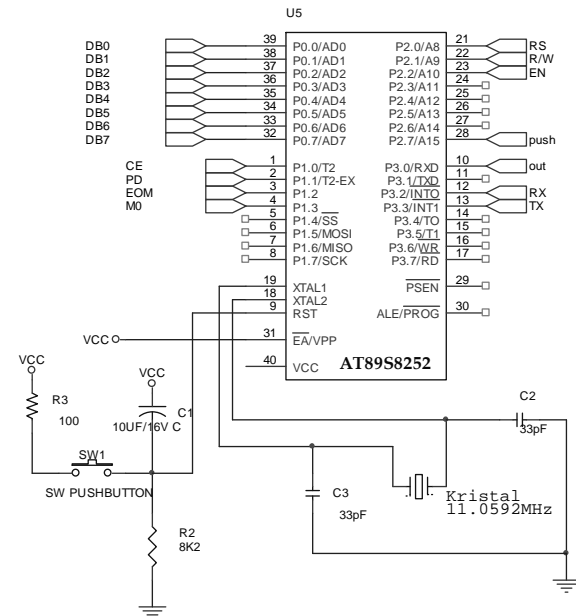 U5
DB0 39 P0.0/AD0 P2.0/A8 21 RS
DB1 38 P0.1/AD1 P2.1/A9 22 R/W
DB2 37 P0.2/AD2 P2.2/A10 23 EN
DB3 36 P0.3/AD3 P2.3/A11 24
DB4 35 P0.4/AD4 P2.4/A12 25
DB5 34 P0.5/AD5 P2.5/A13 26
DB6 33 P0.6/AD6 P2.6/A14 27
DB7 32 P0.7/AD7 P2.7/A15 28 push
CE 1 P1.0/T2 P3.0/RXD 10 out
PD 2 P1.1/T2-EX P3.1/TXD 11
EOM 3 P1.2 P3.2/INTO 12 RX
M0 4 P1.3 P3.3/INT1 13 TX
5 P1.4/SS P3.4/TO 14
6 P1.5/MOSI P3.5/T1 15
7 P1.6/MISO P3.6/WR 16
8 P1.7/SCK P3.7/RD 17
19 XTAL1 PSEN 29
18 XTAL2
9 RST ALE/PROG 30
VCC 31 EA/VPP
40 VCC AT89S8252
VCC
VCC
R3
100
C1
10UF/16V C
SW1
SW PUSHBUTTON
R2
8K2
C2
33pF
C3
33pF
Kristal
11.0592MHz